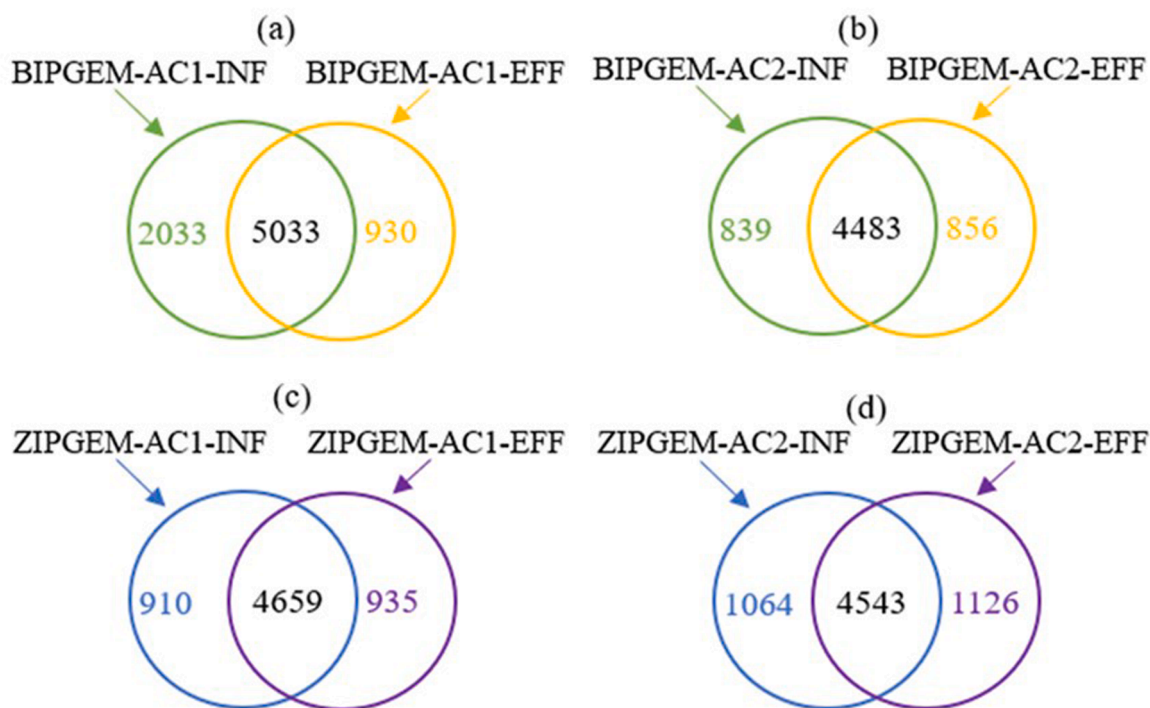 (a)
BIPGEM-AC1-INF BIPGEM-AC1-EFF
2033 5033 930
(b)
BIPGEM-AC2-INF BIPGEM-AC2-EFF
839 4483 856
(c)
ZIPGEM-AC1-INF ZIPGEM-AC1-EFF
910 4659 935
(d)
ZIPGEM-AC2-INF ZIPGEM-AC2-EFF
1064 4543 1126